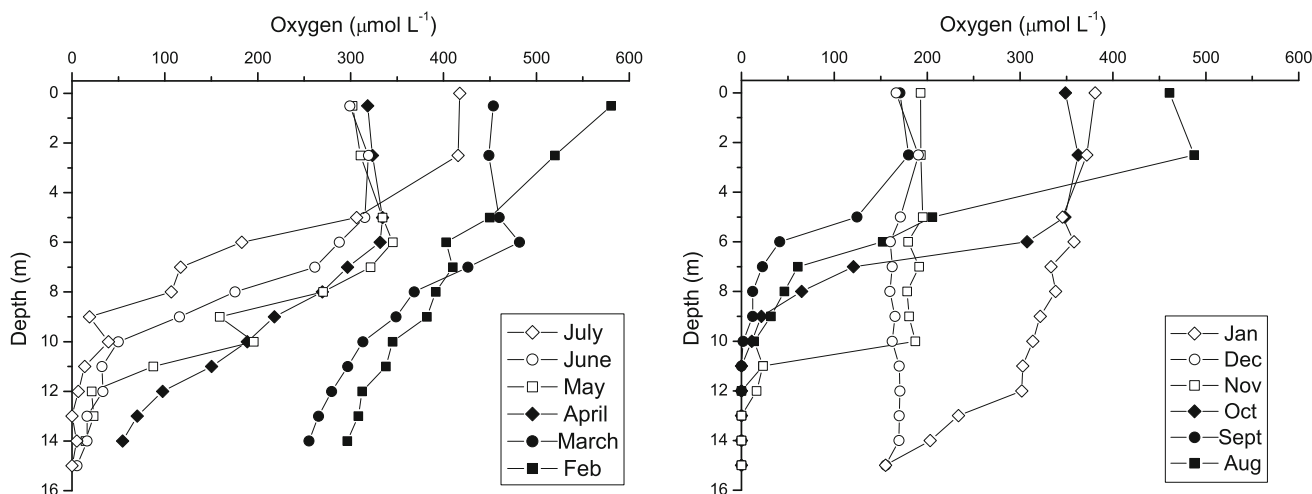 Oxygen (μmol L⁻¹)
0 100 200 300 400 500 600
Depth (m)
0
2
4
6
8
10
12
14
16
July
June
May
April
March
Feb
Oxygen (μmol L⁻¹)
0 100 200 300 400 500 600
Depth (m)
0
2
4
6
8
10
12
14
16
Jan
Dec
Nov
Oct
Sept
Aug